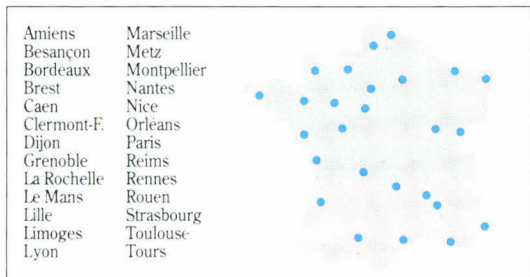 Amiens
Besançon
Bordeaux
Brest
Caen
Clermont-F.
Dijon
Grenoble
La Rochelle
Le Mans
Lille
Limoges
Lyon
Marseille
Metz
Montpellier
Nantes
Nice
Orléans
Paris
Reims
Rennes
Rouen
Strasbourg
Toulouse
Tours